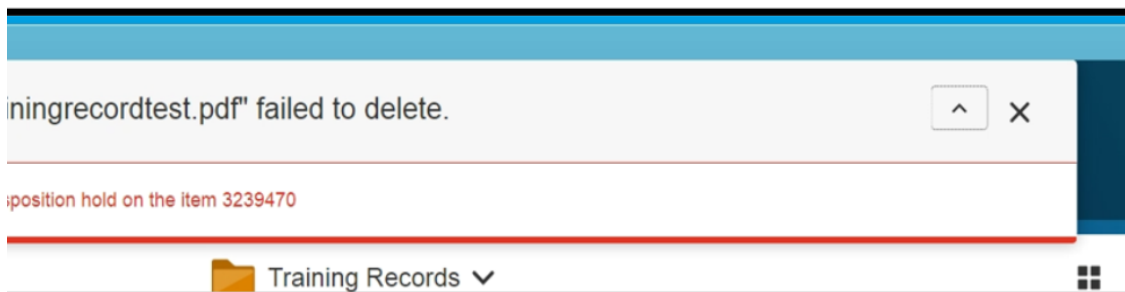 iningrecordtest.pdf" failed to delete.
sposition hold on the item 3239470
Training Records